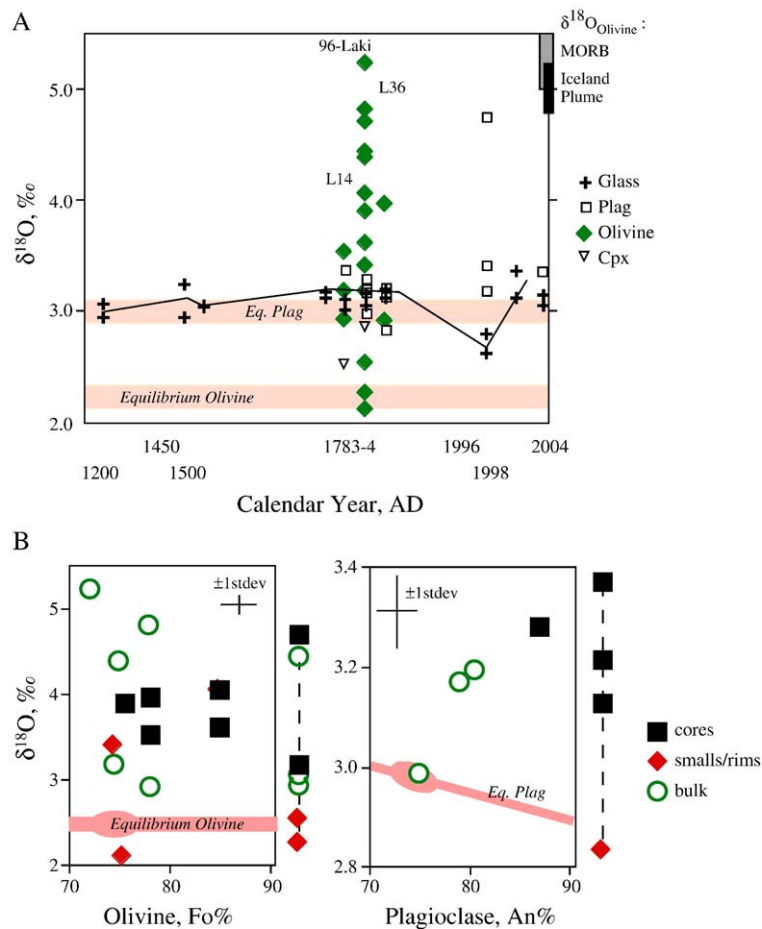 A
δ18O Olivine :
MORB
Iceland
Plume
96-Laki
L36
L14
5.0
4.0
3.0
2.0
δ18O, ‰
Glass
Plag
Olivine
Cpx
Eq. Plag
Equilibrium Olivine
1450 1783-4 1996 2004
1200 1500 1998
Calendar Year, AD
B
±1stdev
5
4
3
2
δ18O, ‰
Equilibrium Olivine
70 80 90
Olivine, Fo%
3.4
3.2
3.0
2.8
±1stdev
Eq. Plag
70 80 90
Plagioclase, An%
cores
smalls/rims
bulk